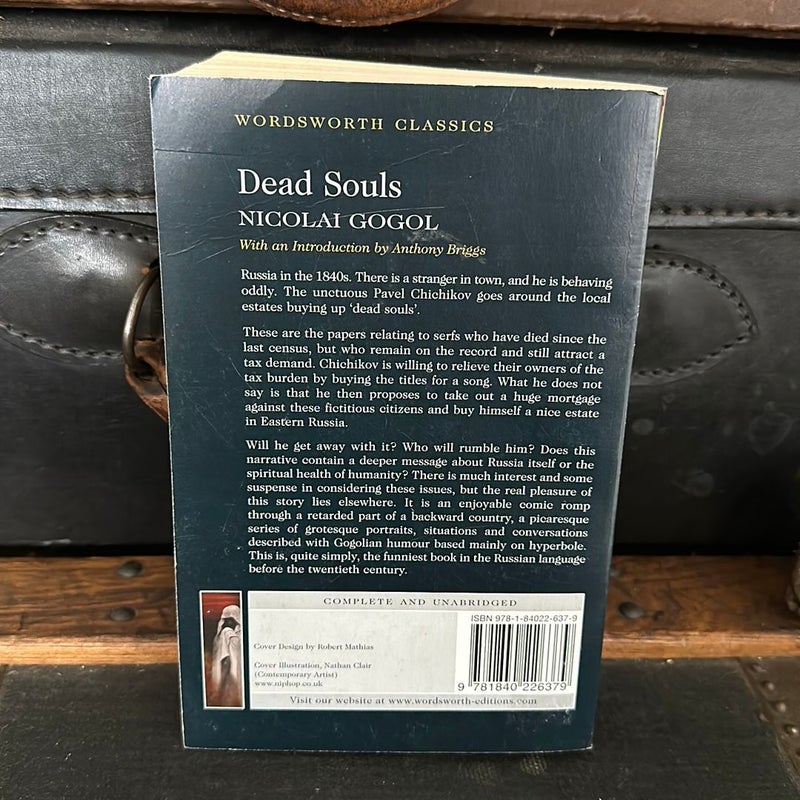 WORDSWORTH CLASSICS
Dead Souls
NICOLAI GOGOL
With an Introduction by Anthony Briggs
Russia in the 1840s. There is a stranger in town, and he is behaving
oddly. The unctuous Pavel Chichikov goes around the local
estates buying up ‘dead souls’.
These are the papers relating to serfs who have died since the
last census, but who remain on the record and still attract a
tax demand. Chichikov is willing to relieve their owners of the
tax burden by buying the titles for a song. What he does not
say is that he then proposes to take out a huge mortgage
against these fictitious citizens and buy himself a nice estate
in Eastern Russia.
Will he get away with it? Who will rumble him? Does this
narrative contain a deeper message about Russia itself or the
spiritual health of humanity? There is much interest and some
suspense in considering these issues, but the real pleasure of
this story lies elsewhere. It is an enjoyable comic romp
through a retarded part of a backward country, a picaresque
series of grotesque portraits, situations and conversations
described with Gogolian humour based mainly on hyperbole.
This is, quite simply, the funniest book in the Russian language
before the twentieth century.
COMPLETE AND UNABRIDGED
ISBN 978-1-84022-637-9
Cover Design by Robert Mathias
Cover Illustration, Nathan Clair
(Contemporary Artist)
www.niphop.co.uk
9 781840 226379
Visit our website at www.wordsworth-editions.com